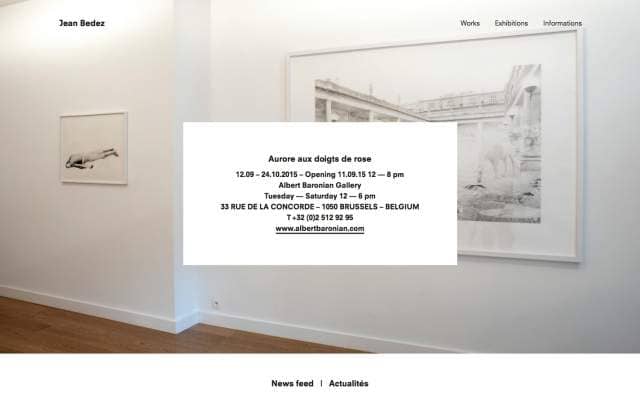 Jean Bedez
Works Exhibitions Informations
Aurore aux doigts de rose
12.09 – 24.10.2015 – Opening 11.09.15 12 — 8 pm
Albert Baronian Gallery
Tuesday — Saturday 12 — 6 pm
33 RUE DE LA CONCORDE – 1050 BRUSSELS – BELGIUM
T +32 (0)2 512 92 95
www.albertbaronian.com
News feed | Actualités